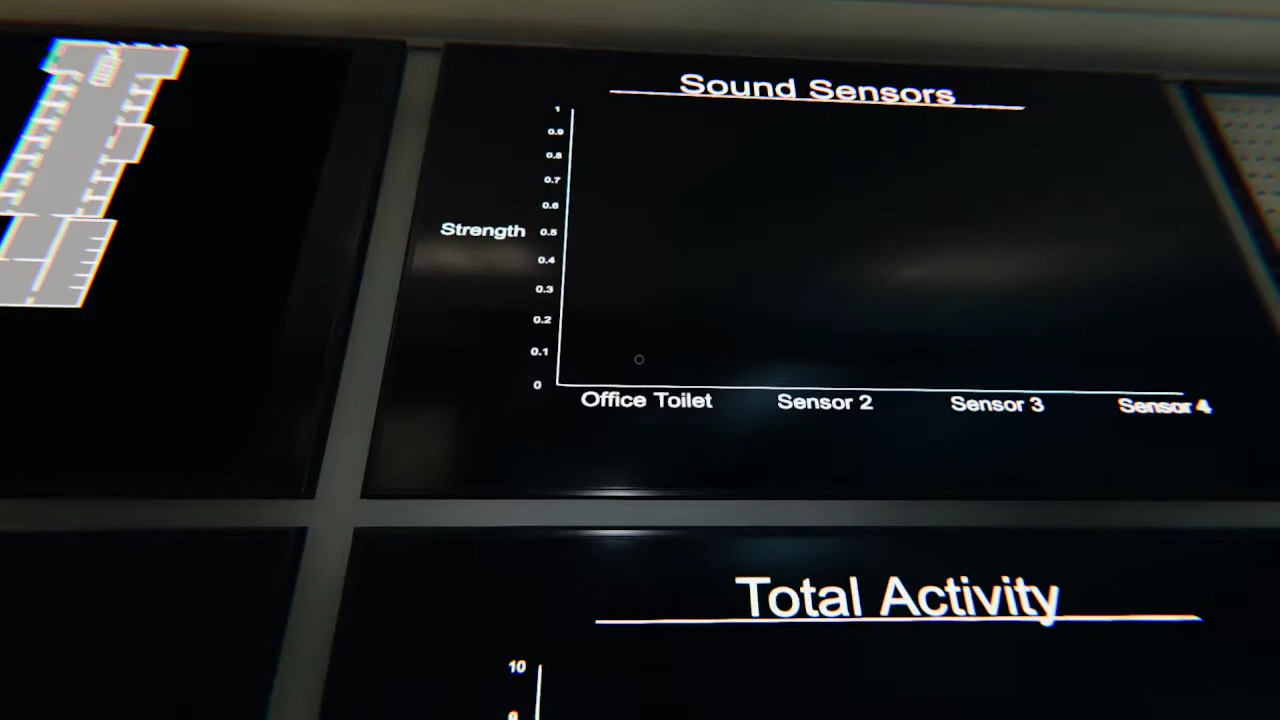 Sound Sensors
1
0.9
0.8
0.7
0.6
Strength
0.5
0.4
0.3
0.2
0.1
0
Office Toilet
Sensor 2
Sensor 3
Sensor 4
Total Activity
10
9